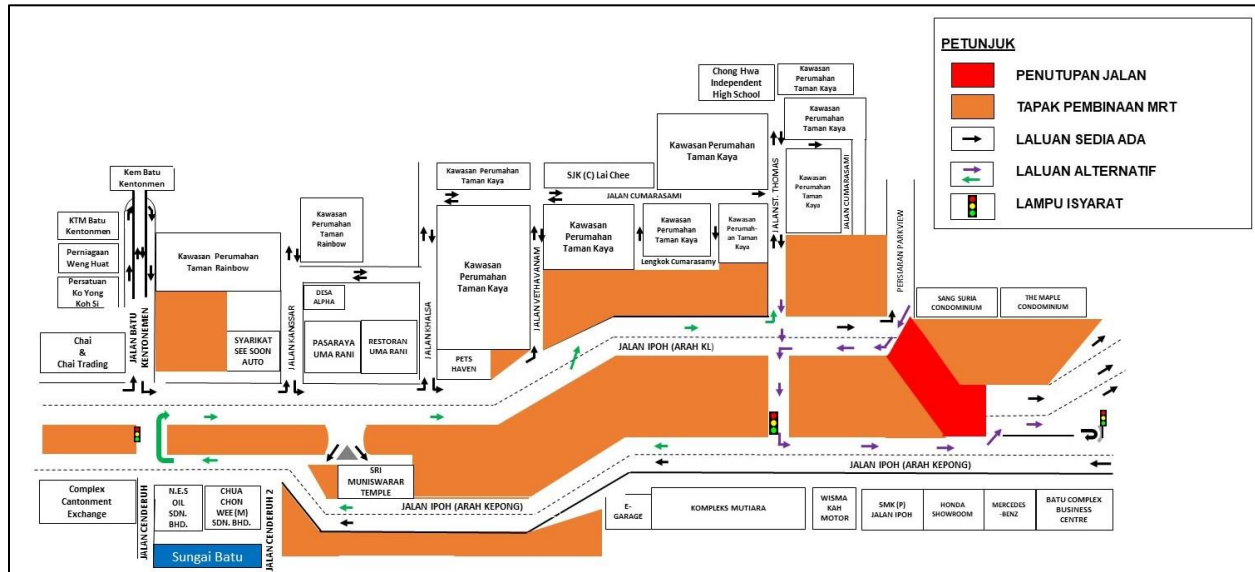 PETUNJUK
PENUTUPAN JALAN
TAPAK PEMBINAAN MRT
LALUAN SEDIA ADA
LALUAN ALTERNATIF
LAMPU ISYARAT
Chong Hwa
Independent
High School
Kawasan
Perumahan
Taman Kaya
Kawasan
Perumahan
Taman Kaya
Kawasan Perumahan
Taman Kaya
Kawasan
Perumahan
Taman Kaya
JALAN CUMARASAMI
JALAN ST. THOMAS
Kem Batu
Kentonmen
KTM Batu
Kentonmen
Perniagaan
Weng Huat
Persatuan
Ko Yong
Koh Si
Chai
&
Chai Trading
JALAN BATU
KENTONMEN
Kawasan Perumahan
Taman Rainbow
SYARIKAT
SEE SOON
AUTO
JALAN KANGSAR
Kawasan
Perumahan
Taman
Rainbow
DESA
ALPHA
PASARAYA
UMA RANI
RESTORAN
UMA RANI
JALAN KHALSA
Kawasan Perumahan
Taman Kaya
Kawasan
Perumahan
Taman Kaya
PETS
HAVEN
JALAN VETHAVANAM
SJK (C) Lai Chee
JALAN CUMARASAMI
Kawasan
Perumahan
Taman Kaya
Kawasan
Perumahan
Taman Kaya
Lengkok Cumarasamy
Kawasan
Perumah-
an Taman
Kaya
PERSIARAN PARKVIEW
SANG SURIA
CONDOMINIUM
THE MAPLE
CONDOMINIUM
JALAN IPOH (ARAH KL)
JALAN IPOH (ARAH KEPONG)
JALAN IPOH (ARAH KEPONG)
SRI
MUNISWARAR
TEMPLE
Complex
Cantonment
Exchange
JALAN CENDERUH
N.E.S
OIL
SDN.
BHD.
CHUA
CHON
WEE (M)
SDN. BHD.
JALAN CENDERUH 2
Sungai Batu
E-
GARAGE
KOMPLEKS MUTIARA
WISMA
KAH
MOTOR
SMK (P)
JALAN IPOH
HONDA
SHOWROOM
MERCEDES
-BENZ
BATU COMPLEX
BUSINESS
CENTRE